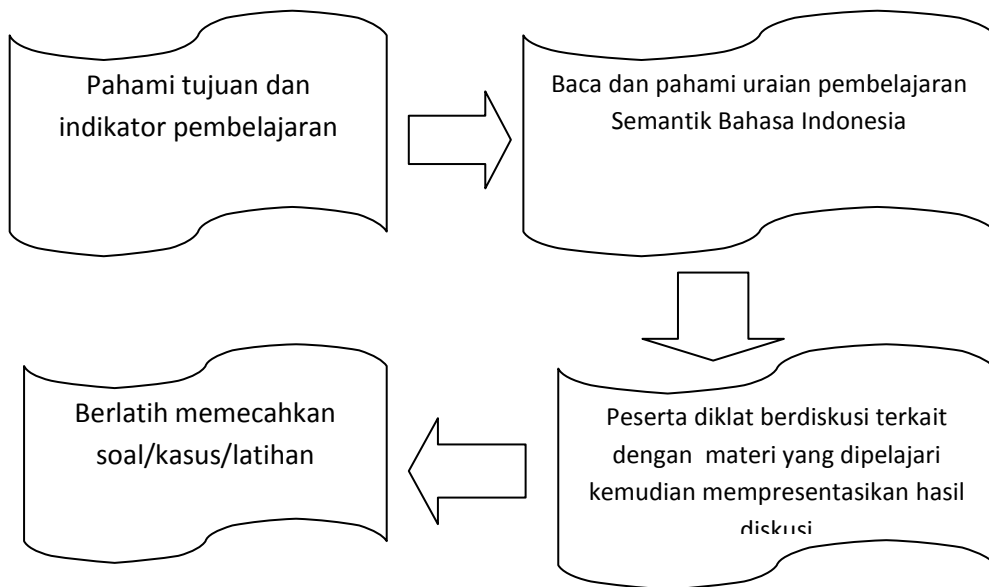 Pahami tujuan dan
indikator pembelajaran
Baca dan pahami uraian pembelajaran
Semantik Bahasa Indonesia
Peserta diklat berdiskusi terkait
dengan materi yang dipelajari
kemudian mempresentasikan hasil
diskusi
Berlatih memecahkan
soal/kasus/latihan